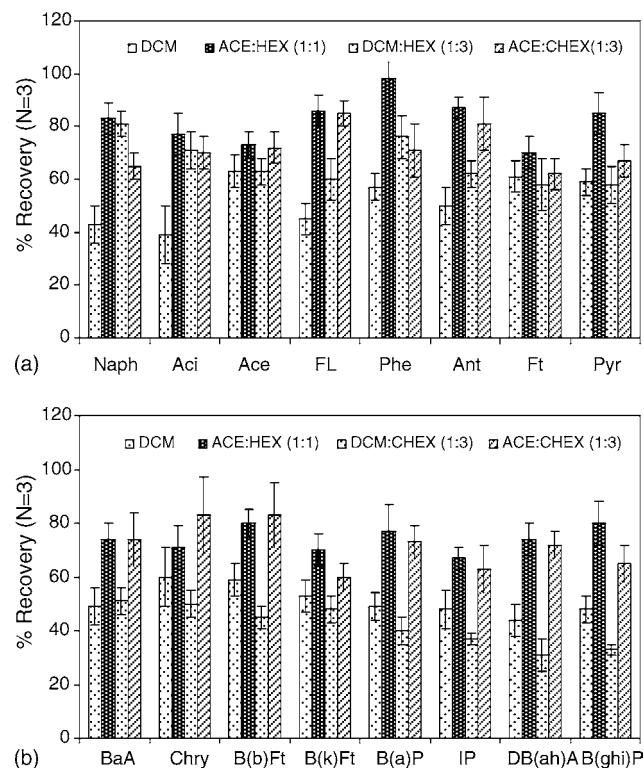 120
DCM
ACE:HEX (1:1)
DCM:HEX (1:3)
ACE:CHEX(1:3)
100
80
60
40
20
0
% Recovery (N=3)
(a)
Naph Aci Ace FL Phe Ant Ft Pyr
120
DCM
ACE:HEX (1:1)
DCM:CHEX (1:3)
ACE:CHEX (1:3)
100
80
60
40
20
0
% Recovery (N=3)
(b)
BaA Chry B(b)Ft B(k)Ft B(a)P IP DB(ah)A B(ghi)P